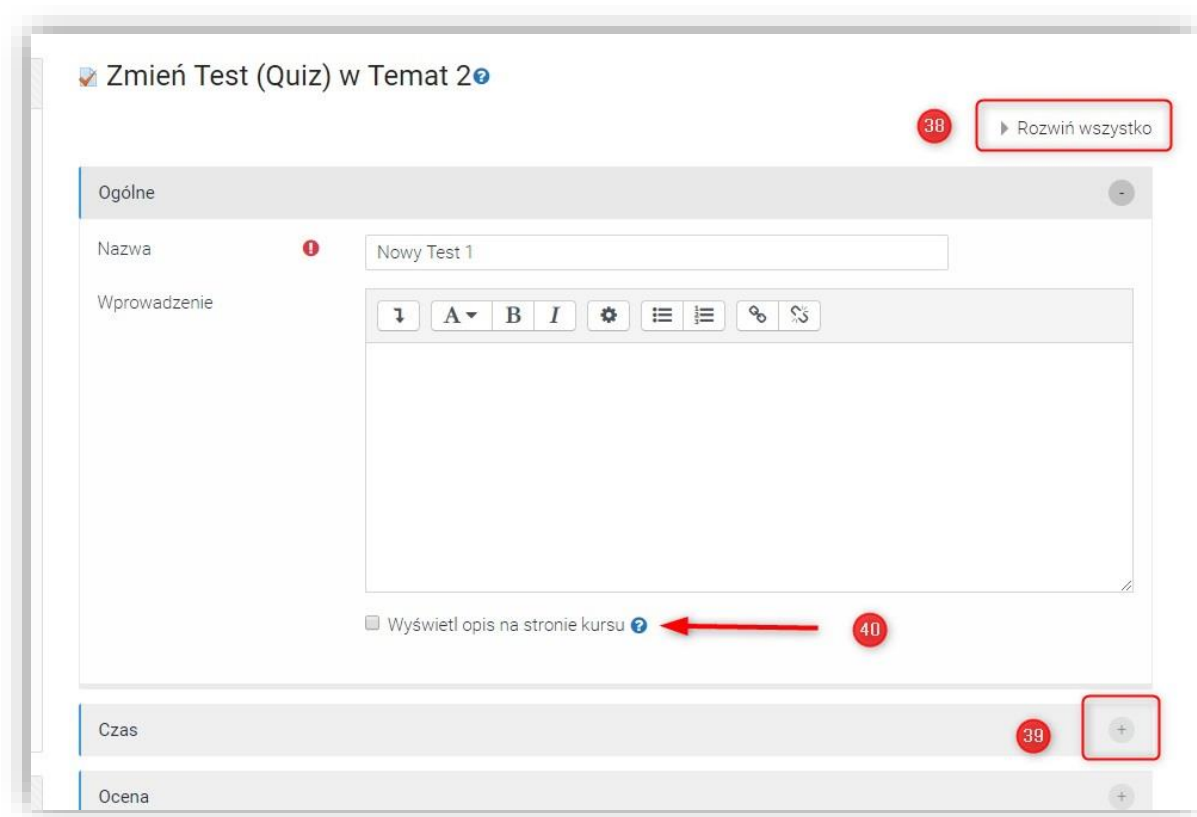 Zmień Test (Quiz) w Temat 2
38
Rozwiń wszystko
Ogólne
Nazwa
Nowy Test 1
Wprowadzenie
A B I
Wyświetl opis na stronie kursu
40
Czas
39
Ocena